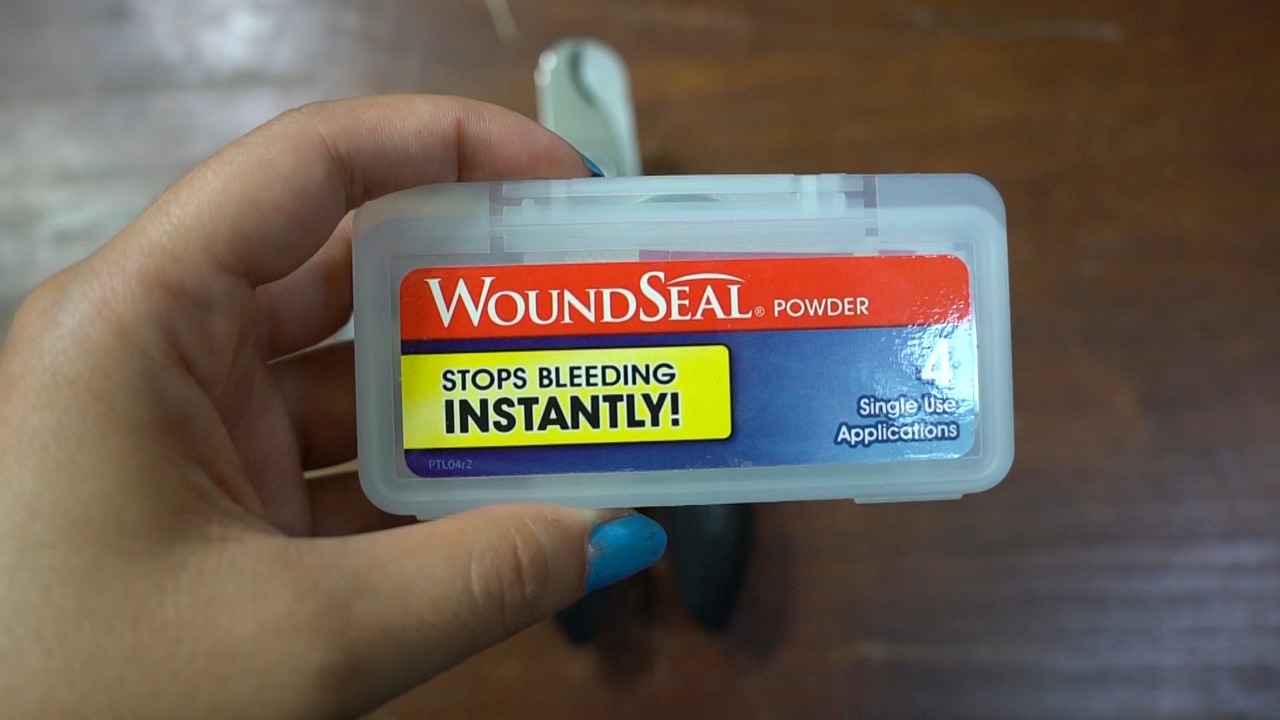 WOUNDSEAL® POWDER
STOPS BLEEDING
INSTANTLY!
4
Single Use
Applications
PTL04r2